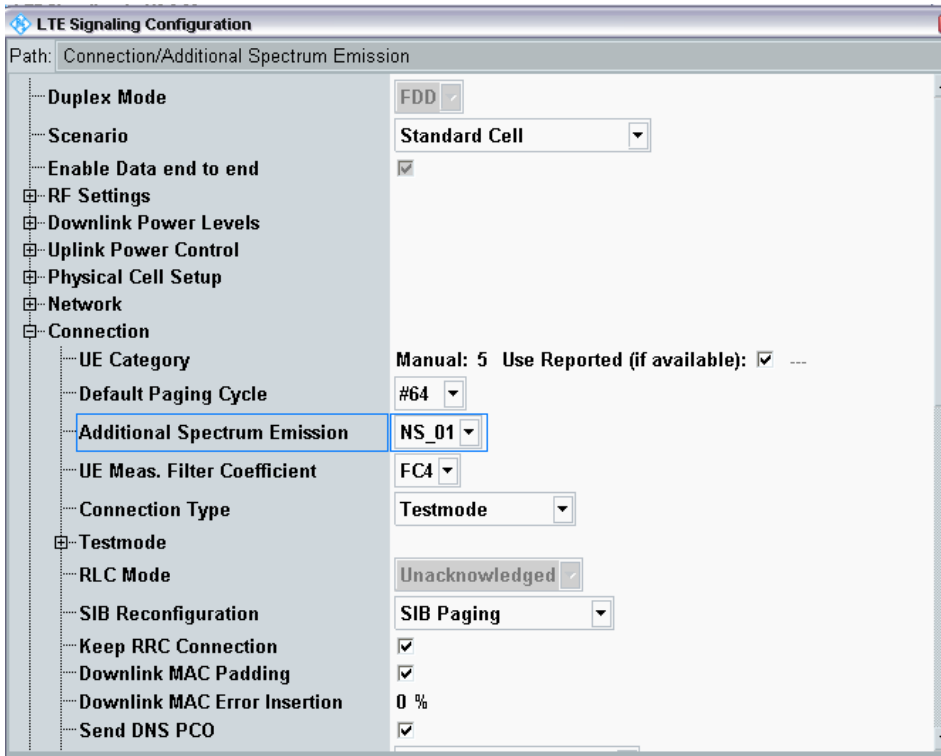 LTE Signaling Configuration
Path: Connection/Additional Spectrum Emission
Duplex Mode FDD
Scenario Standard Cell
Enable Data end to end
RF Settings
Downlink Power Levels
Uplink Power Control
Physical Cell Setup
Network
Connection
UE Category Manual: 5 Use Reported (if available): ---
Default Paging Cycle #64
Additional Spectrum Emission NS_01
UE Meas. Filter Coefficient FC4
Connection Type Testmode
Testmode
RLC Mode Unacknowledged
SIB Reconfiguration SIB Paging
Keep RRC Connection
Downlink MAC Padding
Downlink MAC Error Insertion 0 %
Send DNS PCO